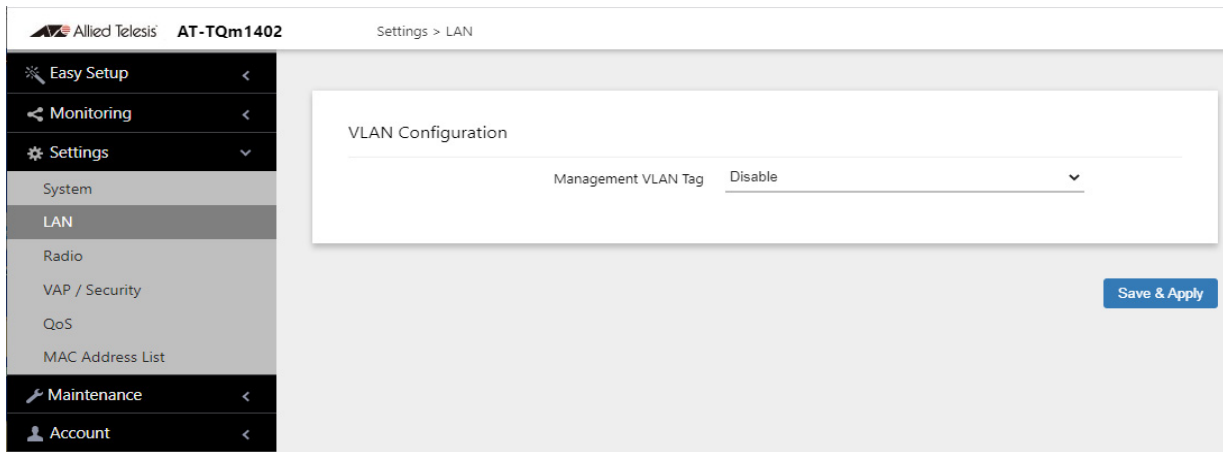 Allied Telesis AT-TQm1402 Settings > LAN
Easy Setup
Monitoring
Settings
System
LAN
Radio
VAP / Security
QoS
MAC Address List
Maintenance
Account
VLAN Configuration
Management VLAN Tag Disable
Save & Apply